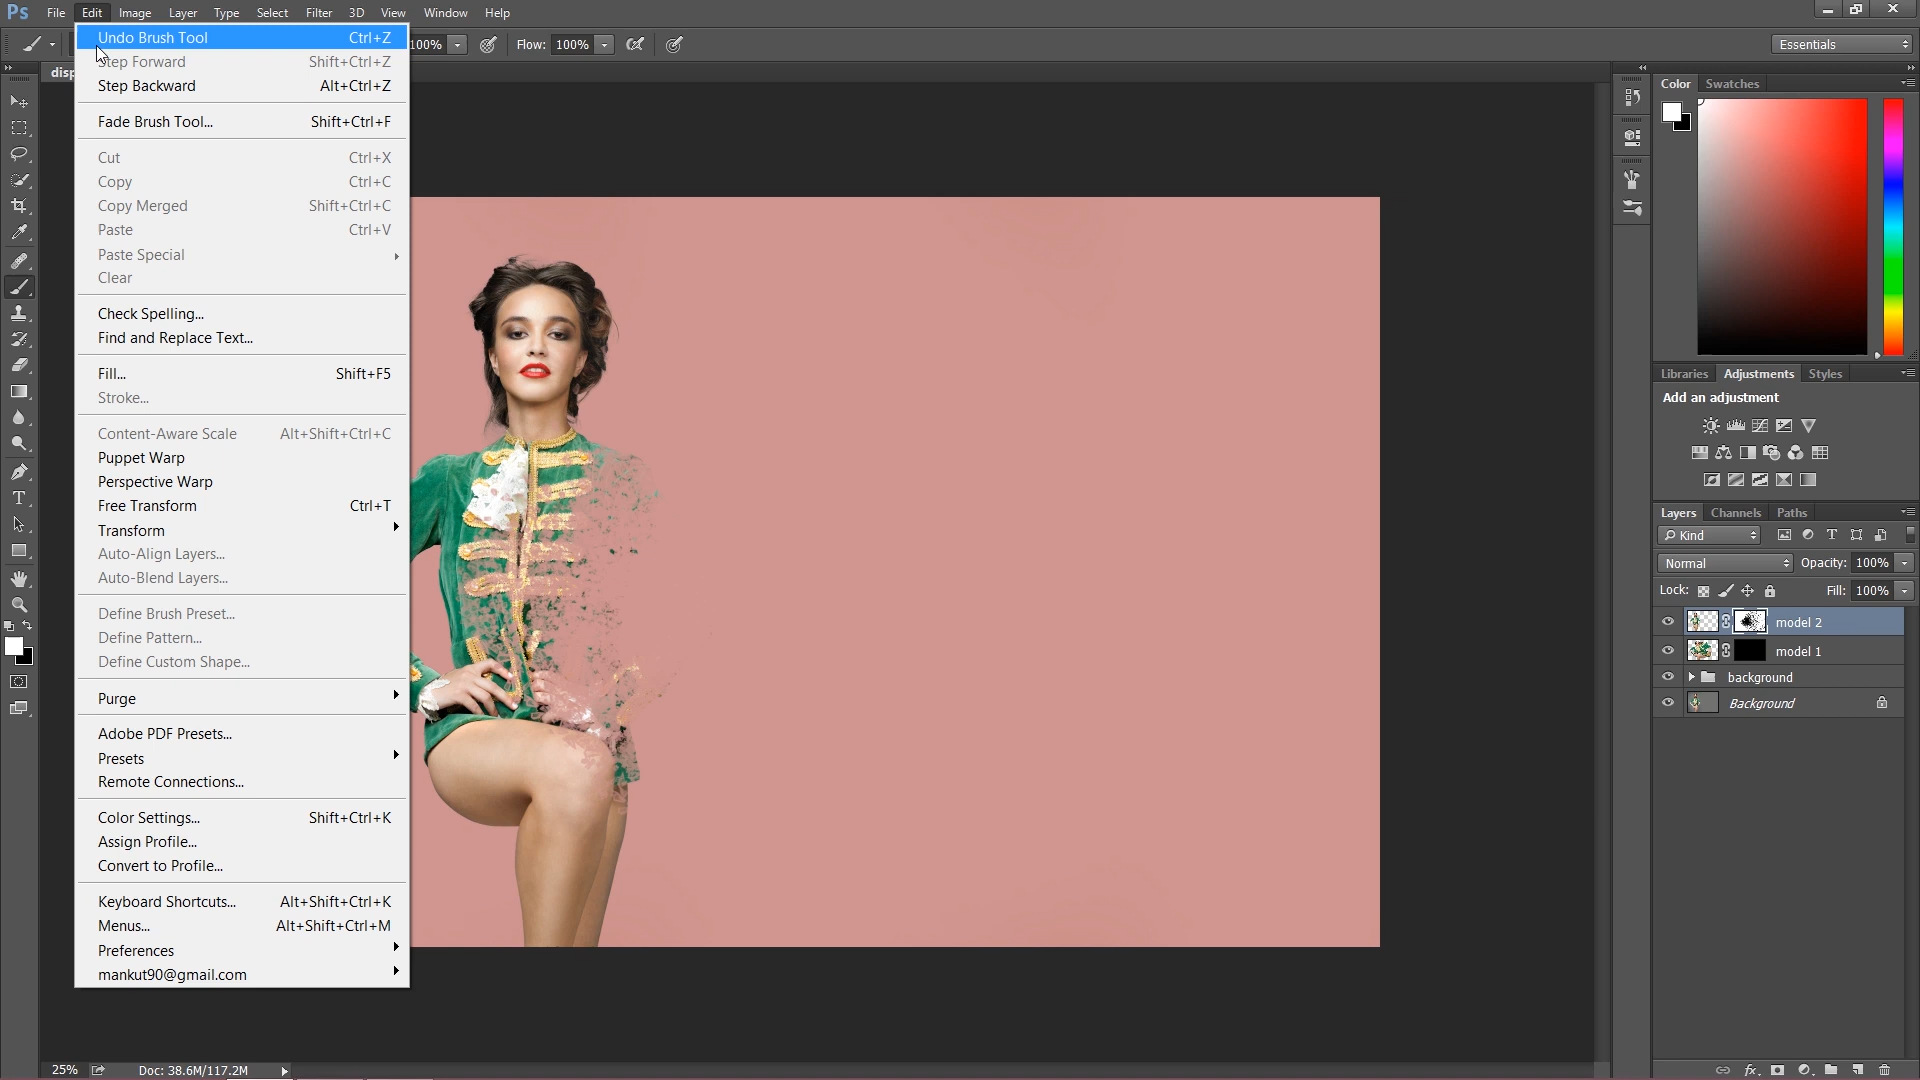 Ps File Edit Image Layer Type Select Filter 3D View Window Help
100% Flow: 100% Essentials
Undo Brush Tool Ctrl+Z
Step Forward Shift+Ctrl+Z
Step Backward Alt+Ctrl+Z
Fade Brush Tool... Shift+Ctrl+F
Cut Ctrl+X
Copy Ctrl+C
Copy Merged Shift+Ctrl+C
Paste Ctrl+V
Paste Special
Clear
Check Spelling...
Find and Replace Text...
Fill... Shift+F5
Stroke...
Content-Aware Scale Alt+Shift+Ctrl+C
Puppet Warp
Perspective Warp
Free Transform Ctrl+T
Transform
Auto-Align Layers...
Auto-Blend Layers...
Define Brush Preset...
Define Pattern...
Define Custom Shape...
Purge
Adobe PDF Presets...
Presets
Remote Connections...
Color Settings... Shift+Ctrl+K
Assign Profile...
Convert to Profile...
Keyboard Shortcuts... Alt+Shift+Ctrl+K
Menus... Alt+Shift+Ctrl+M
Preferences
mankut90@gmail.com
Color Swatches
Libraries Adjustments Styles
Add an adjustment
Layers Channels Paths
Kind
Normal Opacity: 100%
Lock: Fill: 100%
model 2
model 1
background
Background
25% Doc: 38.6M/117.2M